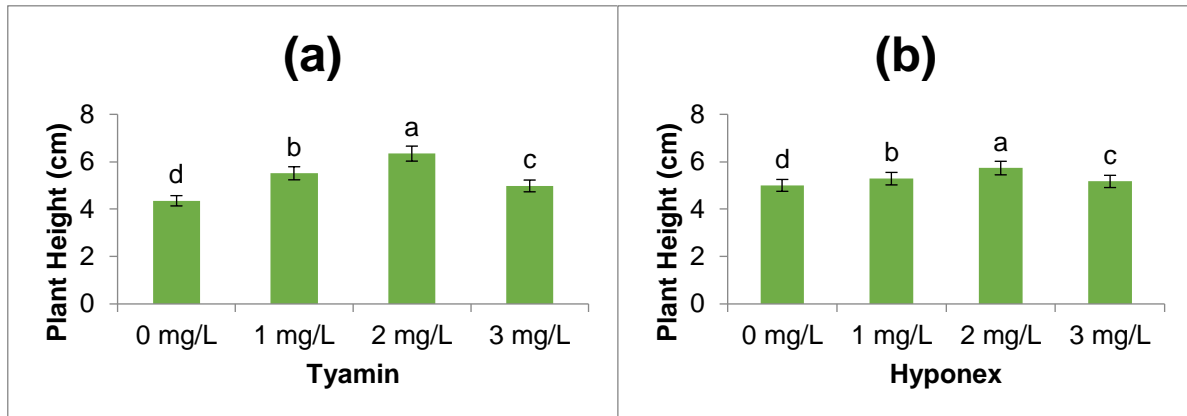 (a)
Plant Height (cm)
8
6
4
2
0
d
b
a
c
0 mg/L 1 mg/L 2 mg/L 3 mg/L
Tyamin
(b)
Plant Height (cm)
8
6
4
2
0
d
b
a
c
0 mg/L 1 mg/L 2 mg/L 3 mg/L
Hyponex